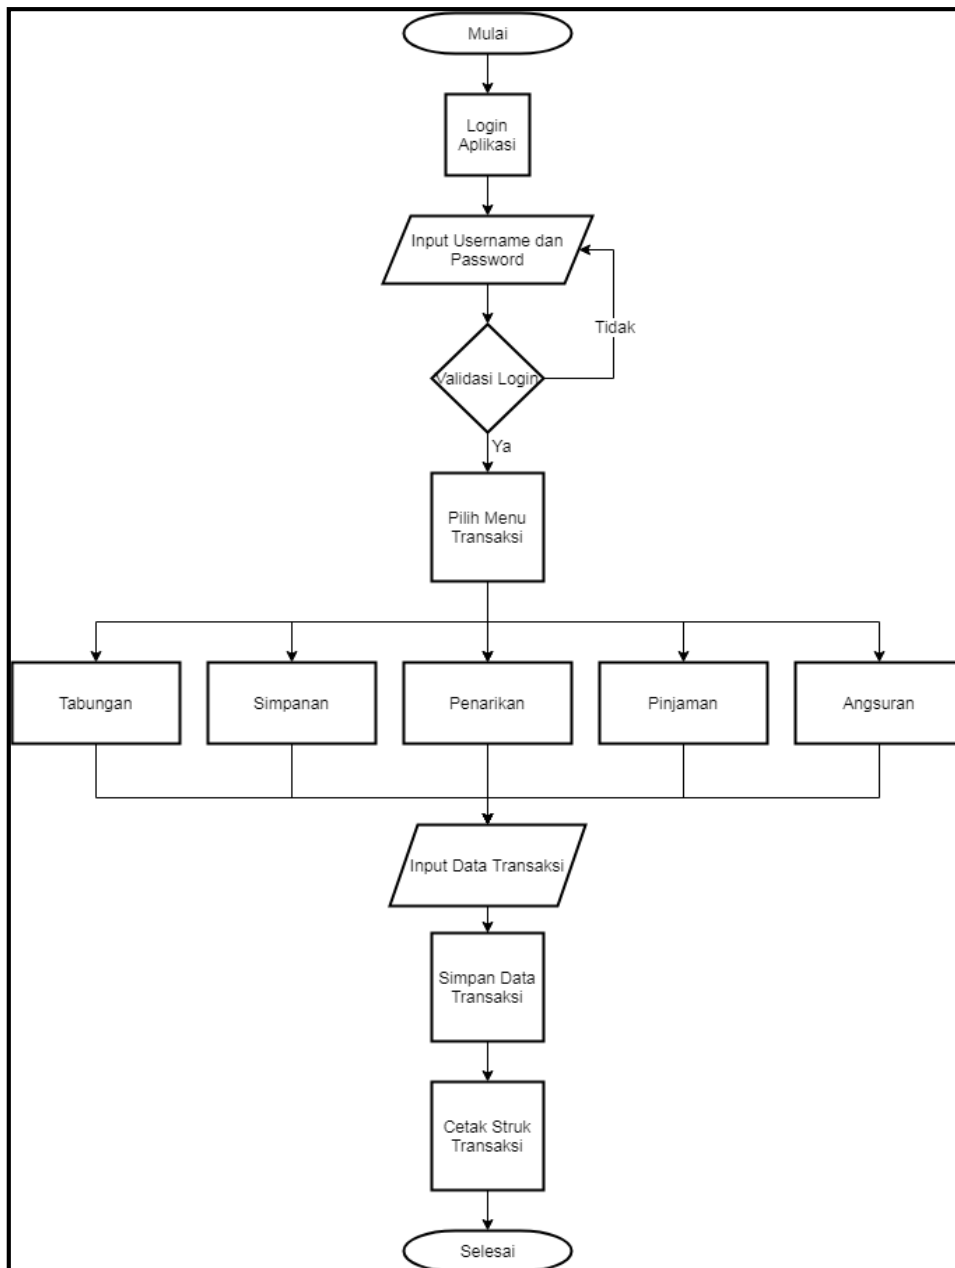 Mulai
Login
Aplikasi
Input Username dan
Password
Tidak
Validasi Login
Ya
Pilih Menu
Transaksi
Tabungan
Simpanan
Penarikan
Pinjaman
Angsuran
Input Data Transaksi
Simpan Data
Transaksi
Cetak Struk
Transaksi
Selesai